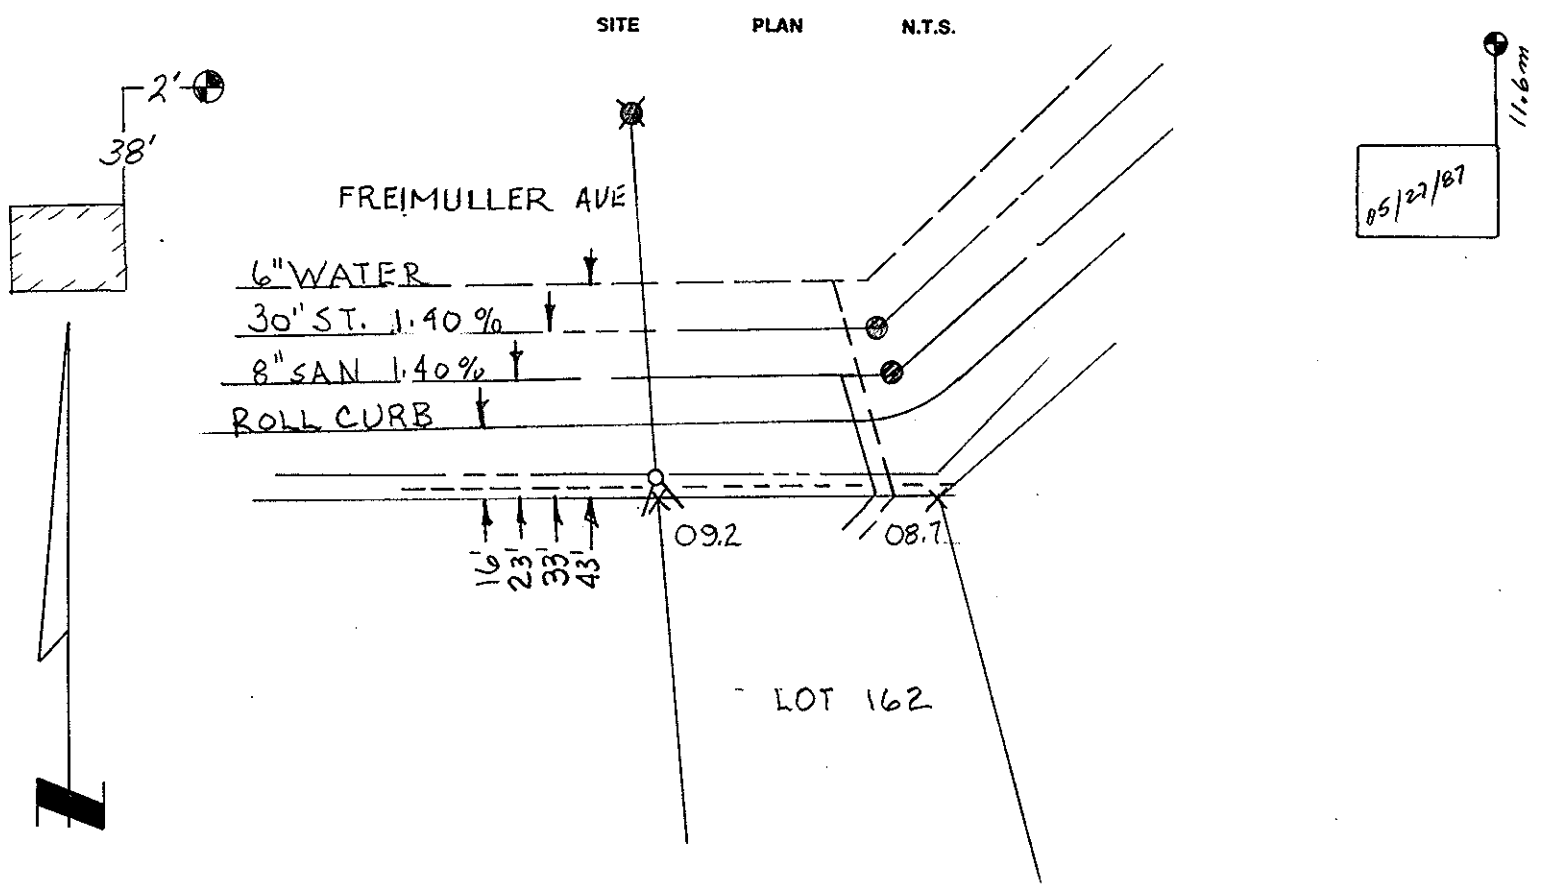 SITE PLAN N.T.S.
2'
38'
11.6m
05/27/87
FREIMULLER AVE
6" WATER
30" ST. 1.40%
8" SAN 1.40%
ROLL CURB
09.2
08.7
16'
23'
33'
43'
LOT 162
N